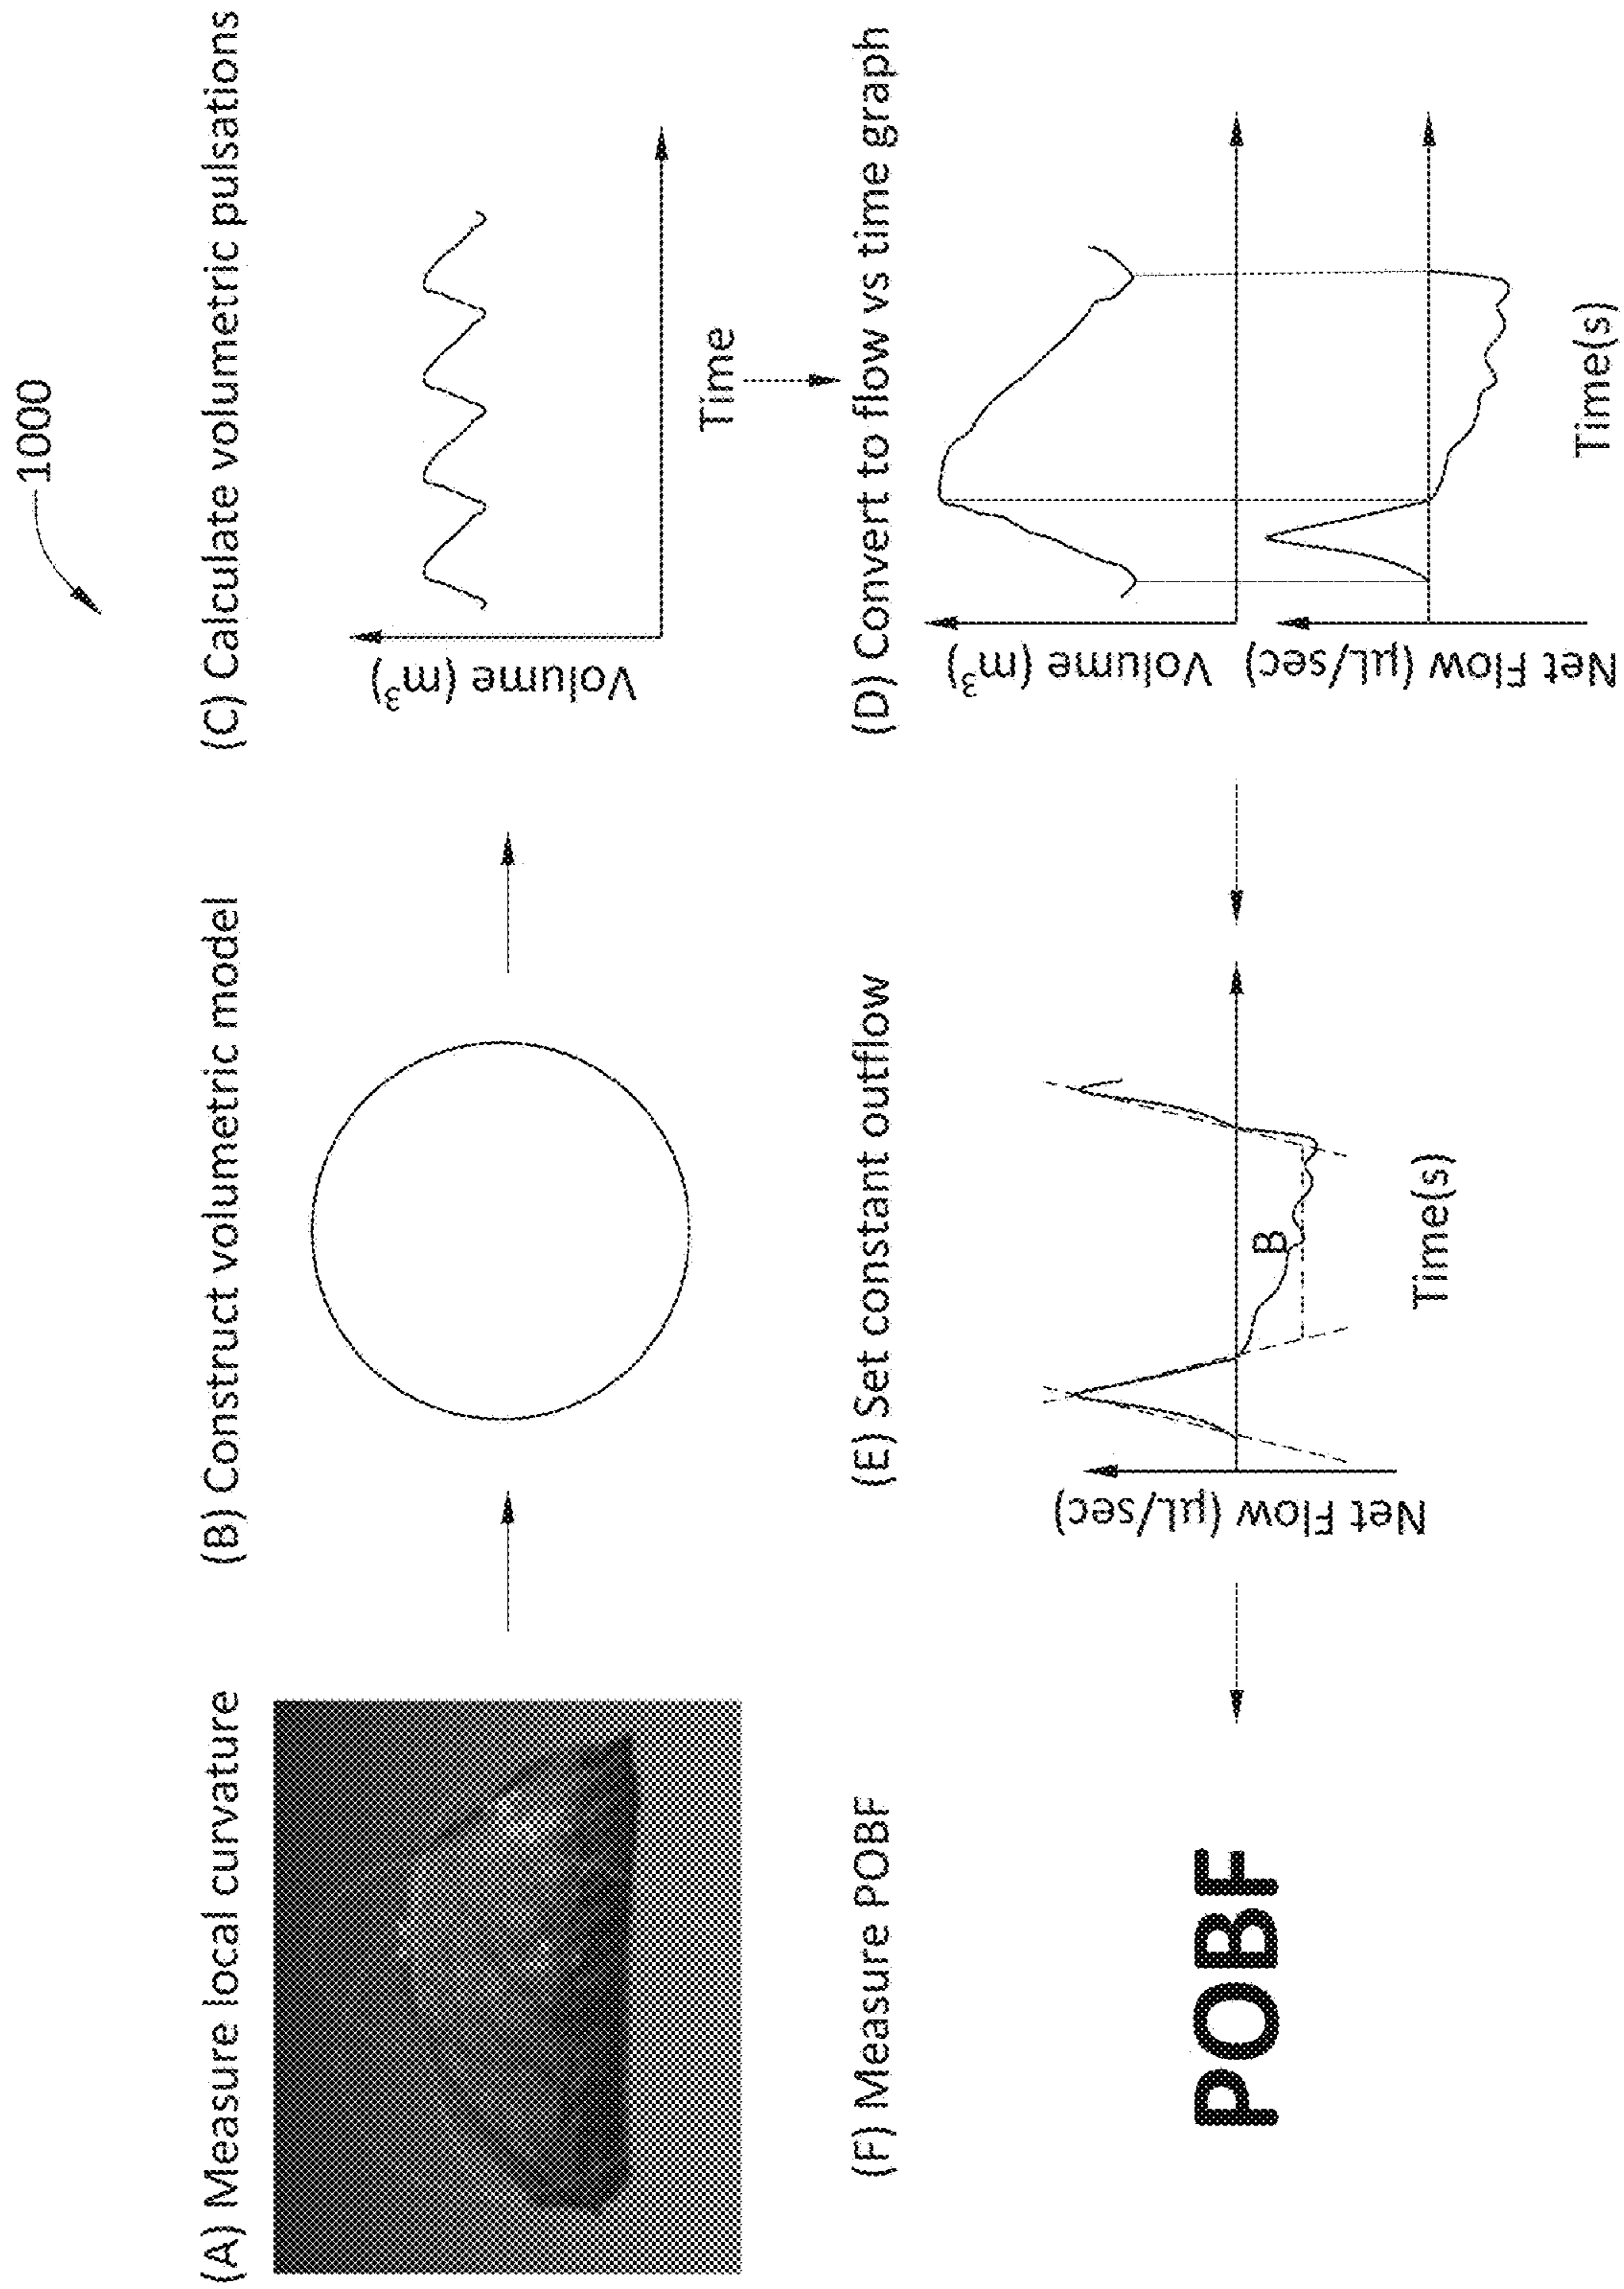 1000
(A) Measure local curvature
(B) Construct volumetric model
(C) Calculate volumetric pulsations
Volume (m³)
Time
(D) Convert to flow vs time graph
Volume (m³)
Net Flow (µL/sec)
Time(s)
(E) Set constant outflow
Net Flow (µL/sec)
B
Time(s)
(F) Measure POBF
POBF